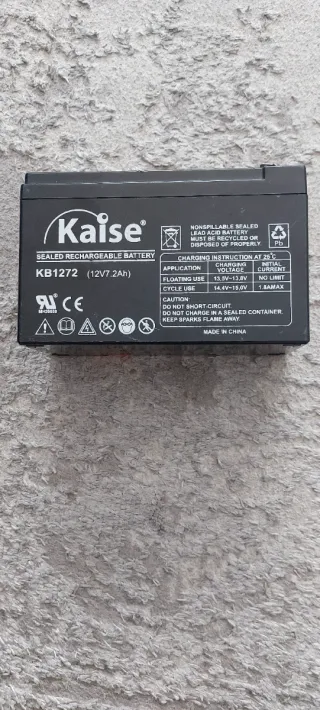 Kaise®
SEALED RECHARGEABLE BATTERY
KB1272 (12V7.2Ah)
NONSPILLABLE SEALED
LEAD ACID BATTERY
MUST BE RECYCLED OR
DISPOSED OF PROPERLY.
Pb
CHARGING INSTRUCTION AT 25℃
APPLICATION CHARGING VOLTAGE INITIAL CURRENT
FLOATING USE 13.5V~13.8V NO LIMIT
CYCLE USE 14.4V~15.0V 1.8AMAX
CAUTION:
DO NOT SHORT-CIRCUIT.
DO NOT CHARGE IN A SEALED CONTAINER.
KEEP SPARKS FLAME AWAY.
MADE IN CHINA
CE